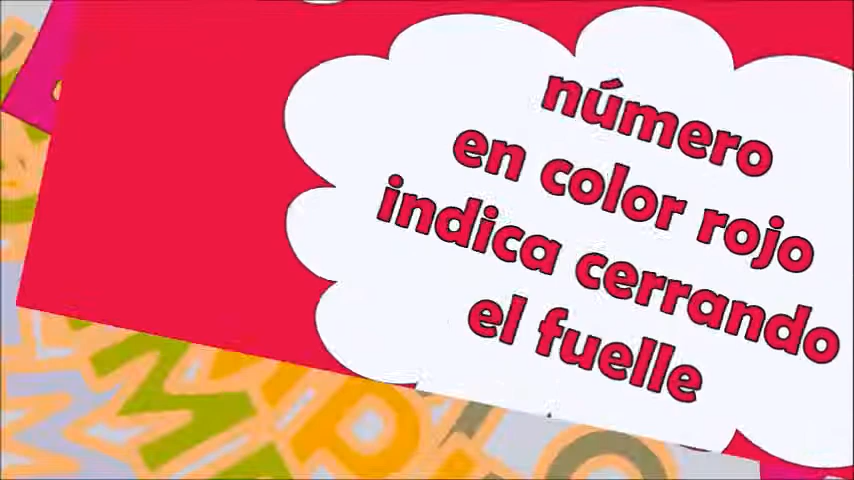 número
en color rojo
indica cerrando
el fuelle